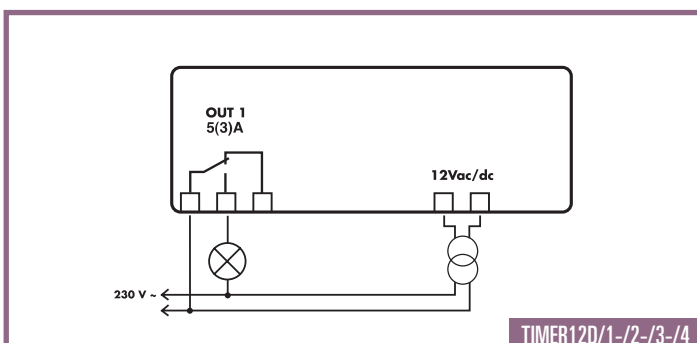 OUT 1
5(3)A
12Vac/dc
230 V ~
TIMER12D/1-/2-/3-/4